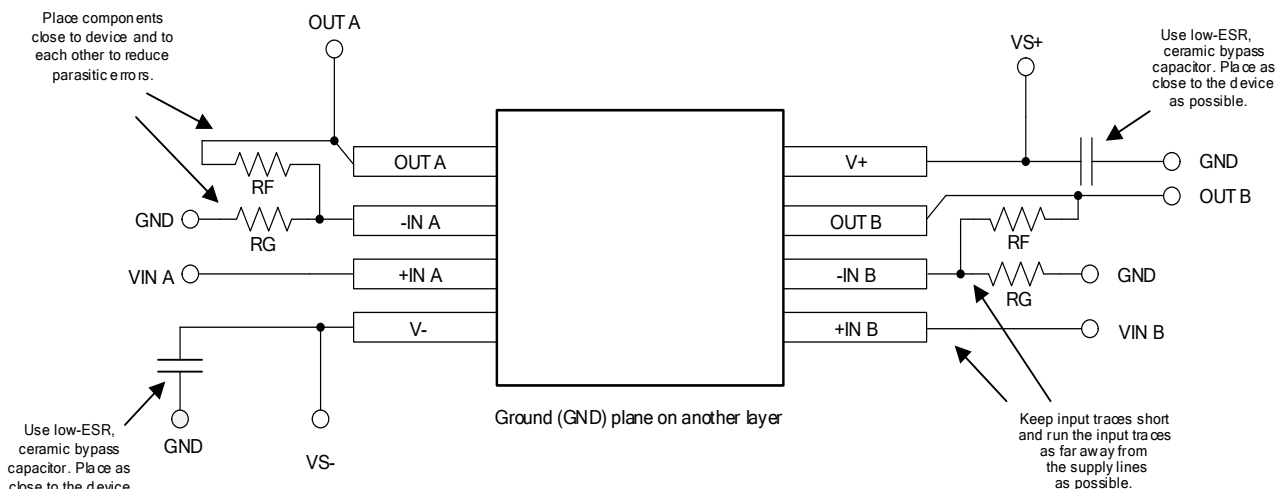 Place components
close to device and to
each other to reduce
parasitic errors.
OUT A
VS+
Use low-ESR,
ceramic bypass
capacitor. Place as
close to the device
as possible.
OUT A
V+
GND
RF
OUT B
GND
-IN A
OUT B
RG
RF
VIN A
+IN A
-IN B
GND
RG
V-
+IN B
VIN B
Ground (GND) plane on another layer
Use low-ESR,
ceramic bypass
capacitor. Place as
close to the device
GND
VS-
Keep input traces short
and run the input traces
as far away from
the supply lines
as possible.